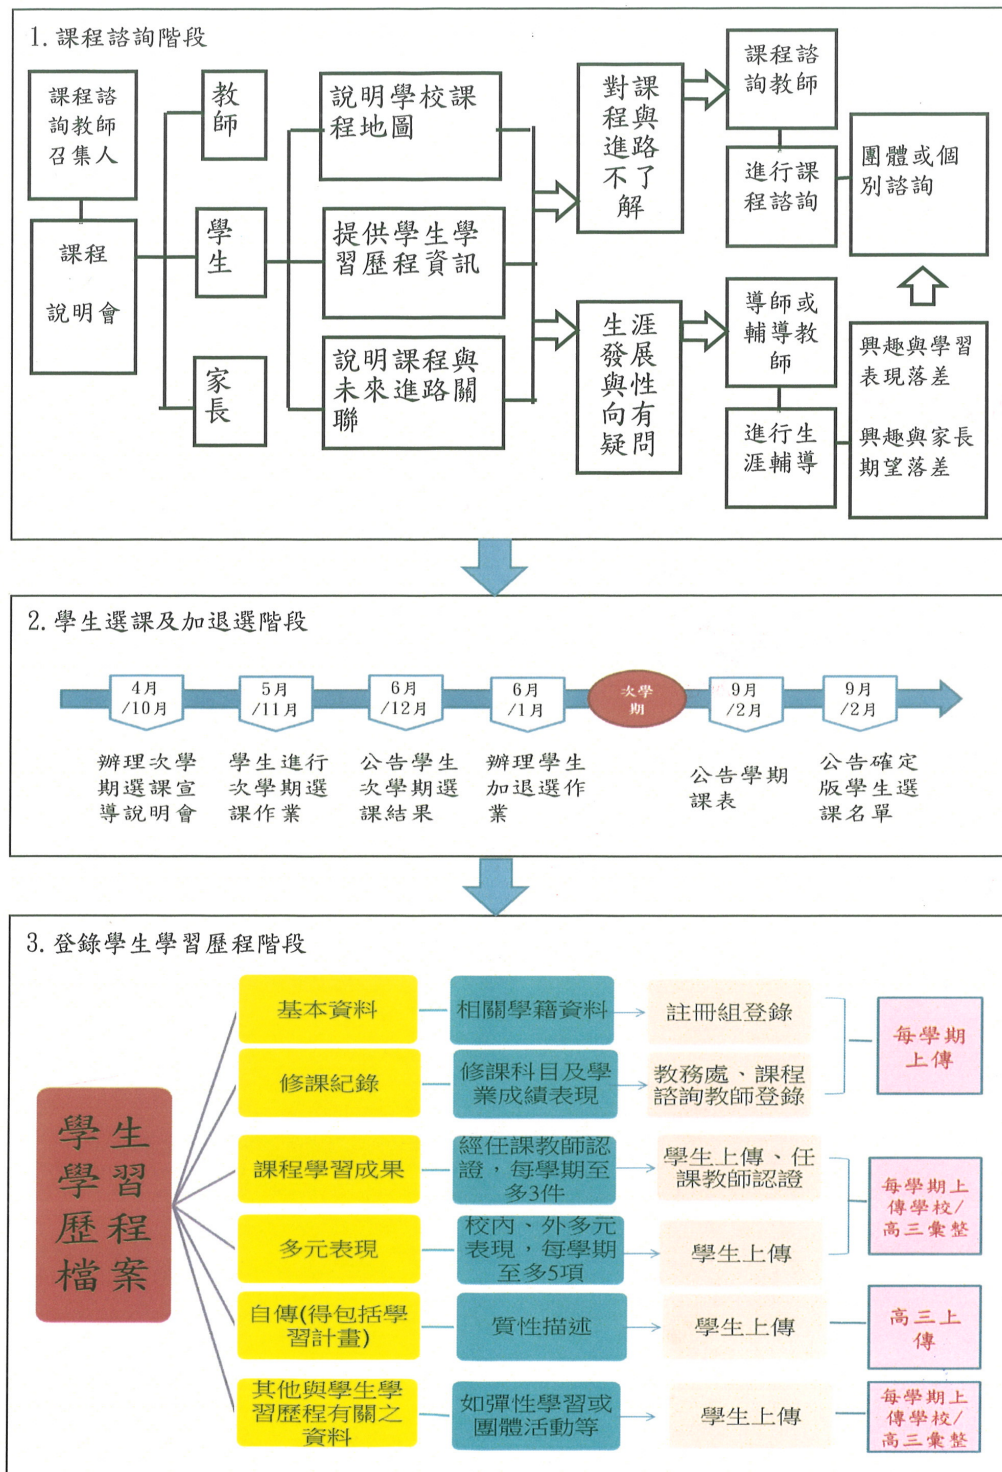 1.課程諮詢階段
課程諮
詢教師
召集人
課程
說明會
教
師
學
生
家
長
說明學校課
程地圖
提供學生學
習歷程資訊
說明課程與
未來進路關
聯
對課
程與
進路
不了
解
生涯
發展
與性
向有
疑問
課程諮
詢教師
進行課
程諮詢
團體或個
別諮詢
導師或
輔導教
師
進行生
涯輔導
興趣與學習
表現落差
興趣與家長
期望落差
2.學生選課及加退選階段
4月
/10月
5月
/11月
6月
/12月
6月
/1月
次學
期
9月
/2月
9月
/2月
辦理次學
期選課宣
導說明會
學生進行
次學期選
課作業
公告學生
次學期選
課結果
辦理學生
加退選作
業
公告學期
課表
公告確定
版學生選
課名單
3.登錄學生學習歷程階段
學生
學習
歷程
檔案
基本資料
相關學籍資料
註冊組登錄
修課紀錄
修課科目及學
業成績表現
教務處、課程
諮詢教師登錄
每學期
上傳
課程學習成果
經任課教師認
證，每學期至
多3件
學生上傳、任
課教師認證
多元表現
校內、外多元
表現，每學期
至多5項
學生上傳
每學期上
傳學校/
高三彙整
自傳(得包括學
習計畫)
質性描述
學生上傳
高三上
傳
其他與學生學
習歷程有關之
資料
如彈性學習或
團體活動等
學生上傳
每學期上
傳學校/
高三彙整